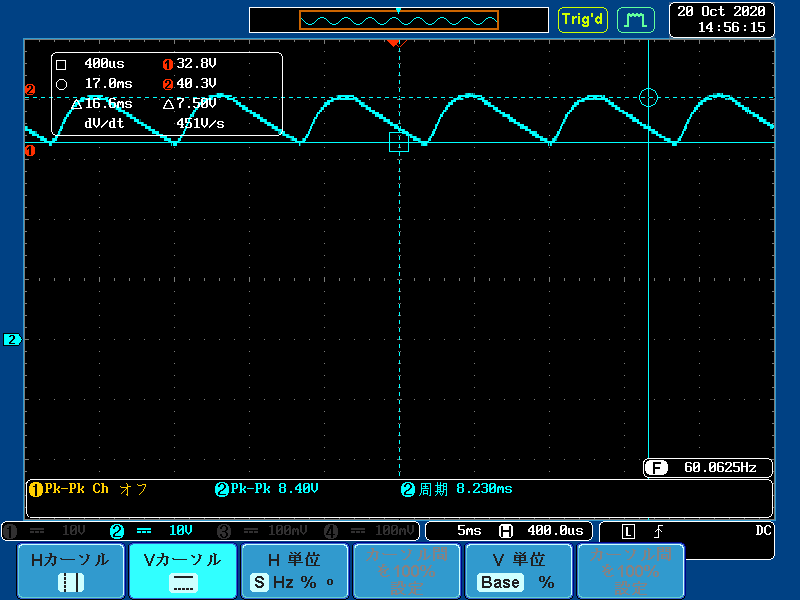 Trig'd
20 Oct 2020
14:56:15
400us 1 32.8V
17.0ms 2 40.3V
△16.6ms △7.50V
dV/dt 451V/s
2
1
2
F 60.0625Hz
1 Pk-Pk Ch オフ 2 Pk-Pk 8.40V 2 周期 8.230ms
1 10V 2 10V 3 100mV 4 100mV 5ms H 400.0us L DC
Hカーソル Vカーソル H 単位 カーソル間 V 単位 カーソル間
S Hz % ° を100% Base % を100%
設定 設定